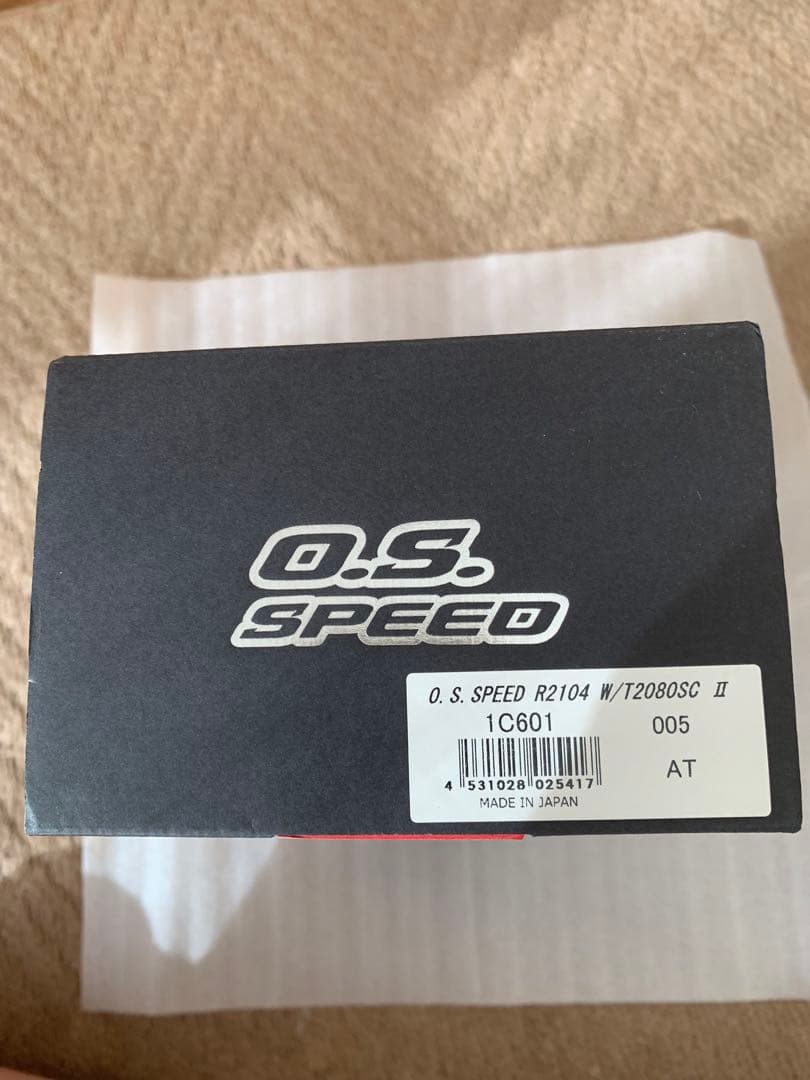 O.S.
SPEED
O.S.SPEED R2104 W/T2080SC Ⅱ
1C601 005
AT
4 531028 025417
MADE IN JAPAN